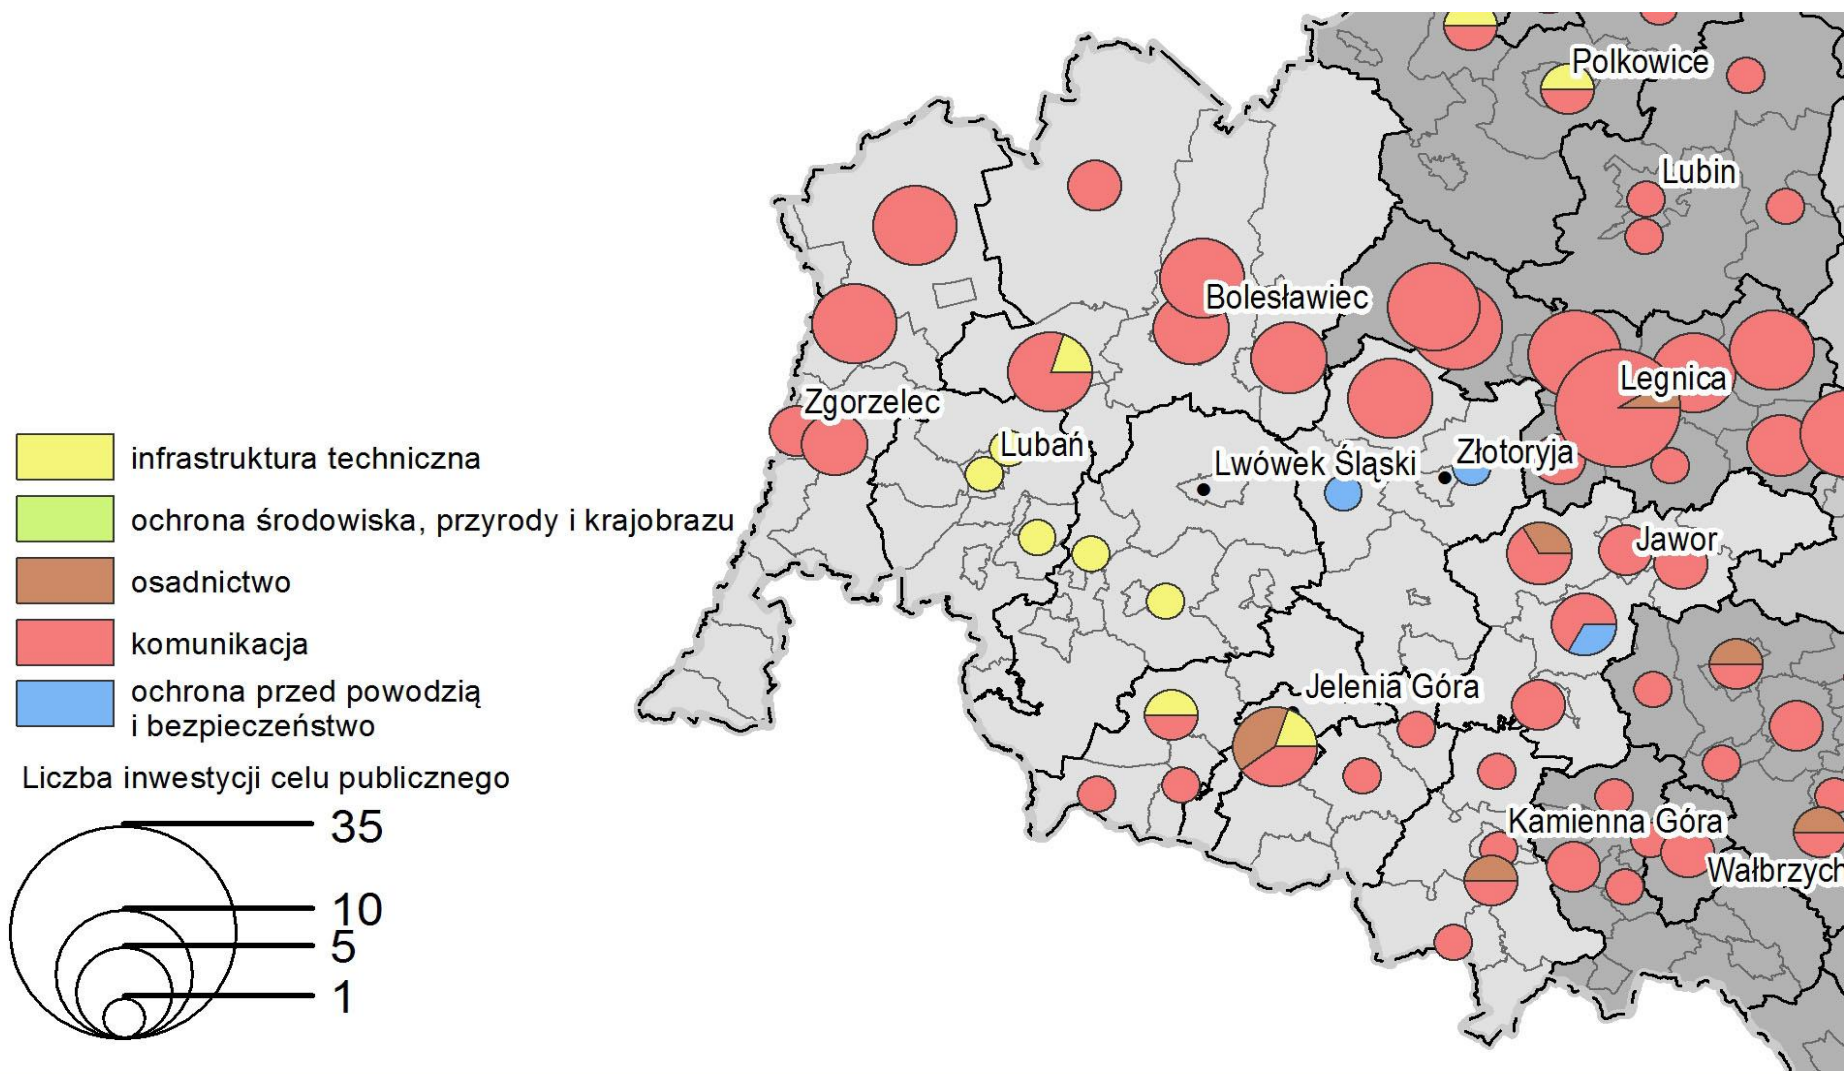 Polkowice
Lubin
Bolesławiec
Legnica
Zgorzelec
Lubań
Lwówek Śląski
Złotoryja
Jawor
Jelenia Góra
Kamienna Góra
Wałbrzych
infrastruktura techniczna
ochrona środowiska, przyrody i krajobrazu
osadnictwo
komunikacja
ochrona przed powodzią
i bezpieczeństwo
Liczba inwestycji celu publicznego
35
10
5
1